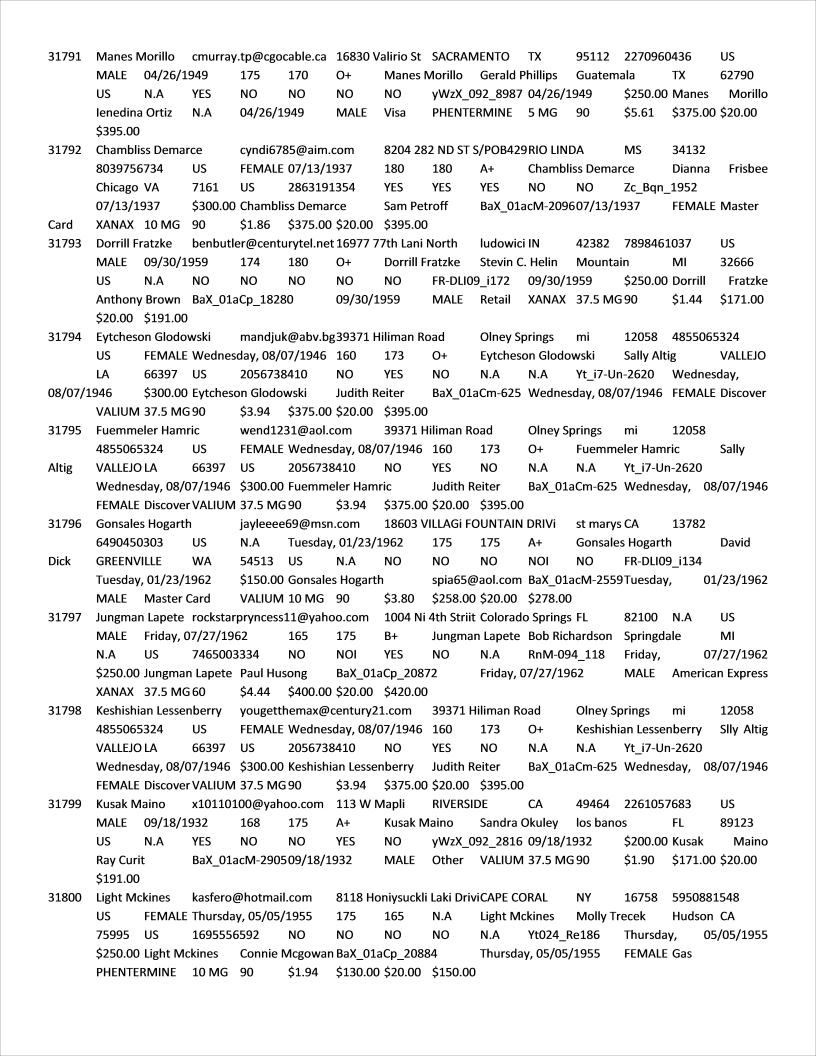 31791 Manes Morillo cmurray.tp@cgocable.ca 16830 Valirio St SACRAMENTO TX 95112 2270960436 US
MALE 04/26/1949 175 170 O+ Manes Morillo Gerald Phillips Guatemala TX 62790
US N.A YES NO NO NO NO yWzX_092_8987 04/26/1949 $250.00 Manes Morillo
Ienedina Ortiz N.A 04/26/1949 MALE Visa PHENTERMINE 5 MG 90 $5.61 $375.00 $20.00
$395.00
31792 Chambliss Demarce cyndi6785@aim.com 8204 282 ND ST S/POB429 RIO LINDA MS 34132
8039756734 US FEMALE 07/13/1937 180 180 A+ Chambliss Demarce Dianna Frisbee
Chicago VA 7161 US 2863191354 YES YES YES NO NO Zc_Bqn_1952
07/13/1937 $300.00 Chambliss Demarce Sam Petroff BaX_01acM-2096 07/13/1937 FEMALE Master
Card XANAX 10 MG 90 $1.86 $375.00 $20.00 $395.00
31793 Dorrill Fratzke benbutler@centurytel.net 16977 77th Lani North ludowici IN 42382 7898461037 US
MALE 09/30/1959 174 180 O+ Dorrill Fratzke Stevin C. Helin Mountain MI 32666
US N.A NO NO NO NO NO FR-DLI09_i172 09/30/1959 $250.00 Dorrill Fratzke
Anthony Brown BaX_01aCp_18280 09/30/1959 MALE Retail XANAX 37.5 MG 90 $1.44 $171.00
$20.00 $191.00
31794 Eytcheson Glodowski mandjuk@abv.bg 39371 Hiliman Road Olney Springs mi 12058 4855065324
US FEMALE Wednesday, 08/07/1946 160 173 O+ Eytcheson Glodowski Sally Altig VALLEJO
LA 66397 US 2056738410 NO YES NO N.A N.A Yt_i7-Un-2620 Wednesday,
08/07/1946 $300.00 Eytcheson Glodowski Judith Reiter BaX_01aCm-625 Wednesday, 08/07/1946 FEMALE Discover
VALIUM 37.5 MG 90 $3.94 $375.00 $20.00 $395.00
31795 Fuemmeler Hamric wend1231@aol.com 39371 Hiliman Road Olney Springs mi 12058
4855065324 US FEMALE Wednesday, 08/07/1946 160 173 O+ Fuemmeler Hamric Sally
Altig VALLEJO LA 66397 US 2056738410 NO YES NO N.A N.A Yt_i7-Un-2620
Wednesday, 08/07/1946 $300.00 Fuemmeler Hamric Judith Reiter BaX_01aCm-625 Wednesday, 08/07/1946
FEMALE Discover VALIUM 37.5 MG 90 $3.94 $375.00 $20.00 $395.00
31796 Gonsales Hogarth jayleeee69@msn.com 18603 VILLAGi FOUNTAIN DRIVi st marys CA 13782
6490450303 US N.A Tuesday, 01/23/1962 175 175 A+ Gonsales Hogarth David
Dick GREENVILLE WA 54513 US N.A NO NO NO NOI NO FR-DLI09_i134
Tuesday, 01/23/1962 $150.00 Gonsales Hogarth spia65@aol.com BaX_01acM-2559 Tuesday, 01/23/1962
MALE Master Card VALIUM 10 MG 90 $3.80 $258.00 $20.00 $278.00
31797 Jungman Lapete rockstarpryncess11@yahoo.com 1004 Ni 4th Striit Colorado Springs FL 82100 N.A US
MALE Friday, 07/27/1962 165 175 B+ Jungman Lapete Bob Richardson Springdale MI
N.A US 7465003334 NO NOI YES NO N.A RnM-094_118 Friday, 07/27/1962
$250.00 Jungman Lapete Paul Husong BaX_01aCp_20872 Friday, 07/27/1962 MALE American Express
XANAX 37.5 MG 60 $4.44 $400.00 $20.00 $420.00
31798 Keshishian Lessenberry yougetthemax@century21.com 39371 Hiliman Road Olney Springs mi 12058
4855065324 US FEMALE Wednesday, 08/07/1946 160 173 O+ Keshishian Lessenberry Slly Altig
VALLEJO LA 66397 US 2056738410 NO YES NO N.A N.A Yt_i7-Un-2620
Wednesday, 08/07/1946 $300.00 Keshishian Lessenberry Judith Reiter BaX_01aCm-625 Wednesday, 08/07/1946
FEMALE Discover VALIUM 37.5 MG 90 $3.94 $375.00 $20.00 $395.00
31799 Kusak Maino x10110100@yahoo.com 113 W Mapli RIVERSIDE CA 49464 2261057683 US
MALE 09/18/1932 168 175 A+ Kusak Maino Sandra Okuley los banos FL 89123
US N.A YES NO NO YES NO yWzX_092_2816 09/18/1932 $200.00 Kusak Maino
Ray Curit BaX_01acM-2905 09/18/1932 MALE Other VALIUM 37.5 MG 90 $1.90 $171.00 $20.00
$191.00
31800 Light Mckines kasfero@hotmail.com 8118 Honiysuckli Laki Drivi CAPE CORAL NY 16758 5950881548
US FEMALE Thursday, 05/05/1955 175 165 N.A Light Mckines Molly Trecek Hudson CA
75995 US 1695556592 NO NO NO NO N.A Yt024_Re186 Thursday, 05/05/1955
$250.00 Light Mckines Connie Mcgowan BaX_01aCp_20884 Thursday, 05/05/1955 FEMALE Gas
PHENTERMINE 10 MG 90 $1.94 $130.00 $20.00 $150.00